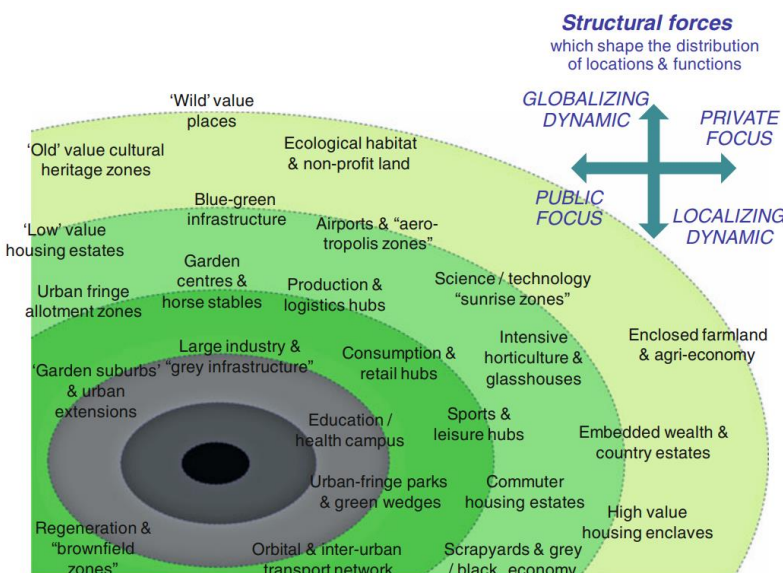 Structural forces
which shape the distribution
of locations & functions
GLOBALIZING
DYNAMIC
PRIVATE
FOCUS
PUBLIC
FOCUS
LOCALIZING
DYNAMIC
‘Wild’ value
places
‘Old’ value cultural
heritage zones
Ecological habitat
& non-profit land
Blue-green
infrastructure
Airports & “aero-
tropolis zones”
‘Low’ value
housing estates
Garden
centres &
horse stables
Production &
logistics hubs
Science / technology
“sunrise zones”
Urban fringe
allotment zones
Intensive
horticulture &
glasshouses
Enclosed farmland
& agri-economy
Large industry &
“grey infrastructure”
Consumption &
retail hubs
‘Garden suburbs’
& urban
extensions
Education /
health campus
Sports &
leisure hubs
Embedded wealth &
country estates
Urban-fringe parks
& green wedges
Commuter
housing estates
High value
housing enclaves
Regeneration &
“brownfield
zones”
Orbital & inter-urban
transport network
Scrapyards & grey
/ black economy